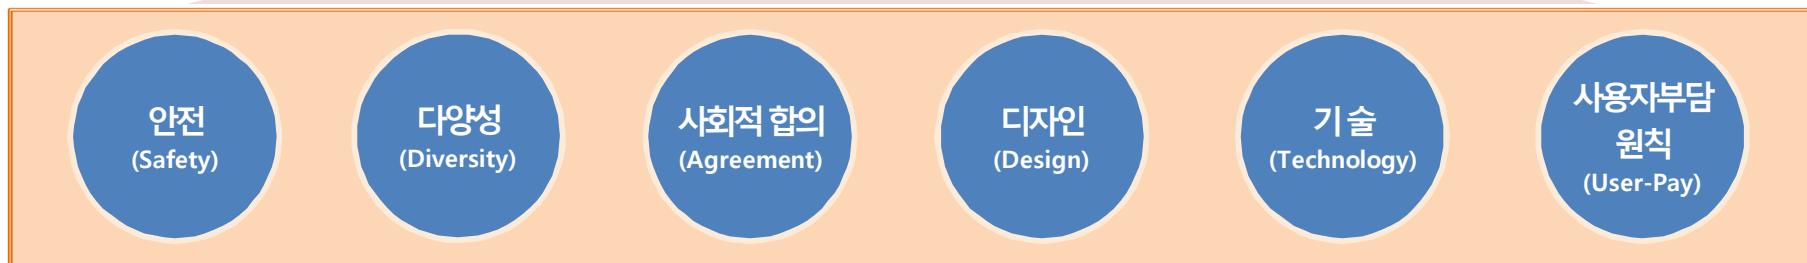 안전
(Safety)
다양성
(Diversity)
사회적 합의
(Agreement)
디자인
(Design)
기 술
(Technology)
사용자부담
원칙
(User-Pay)